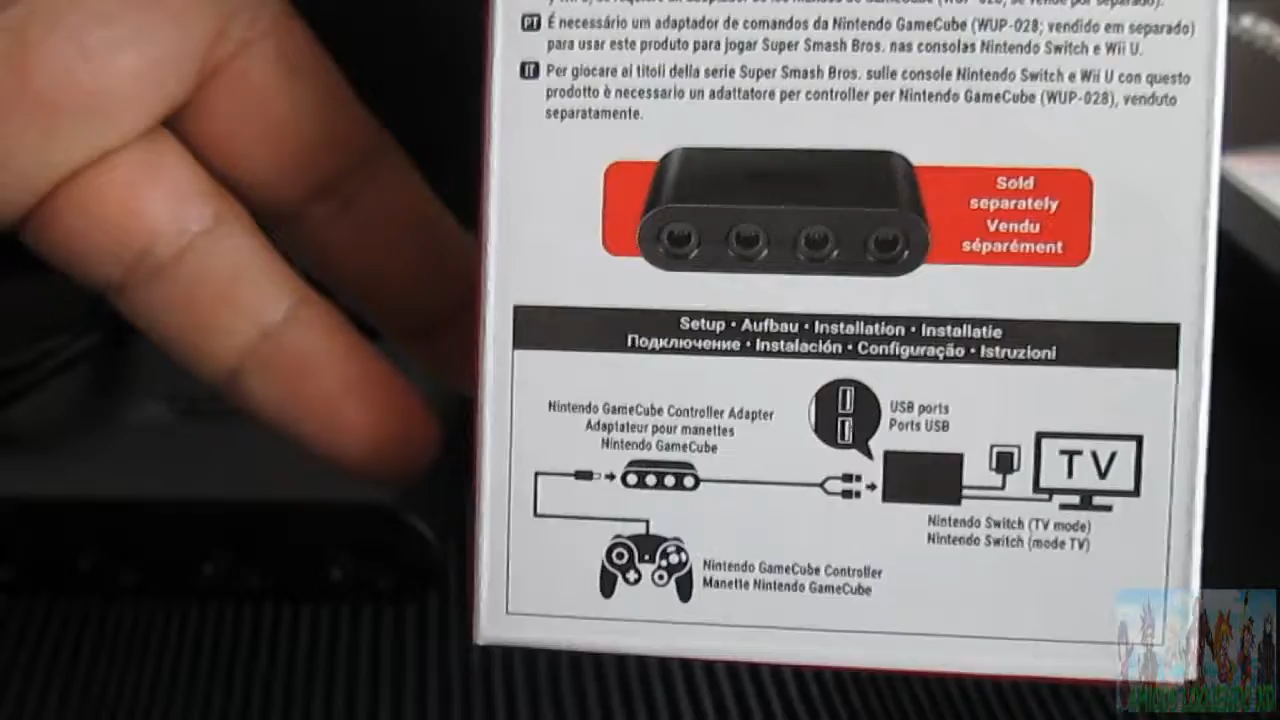 PT É necessário um adaptador de comandos da Nintendo GameCube (WUP-028; vendido em separado)
para usar este produto para jogar Super Smash Bros. nas consolas Nintendo Switch e Wii U.
IT Per giocare ai titoli della serie Super Smash Bros. sulle console Nintendo Switch e Wii U con questo
prodotto è necessario un adattatore per controller per Nintendo GameCube (WUP-028), venduto
separatamente.
Sold
separately
Vendu
séparément
Setup • Aufbau • Installation • Installatie
Подключение • Instalación • Configuração • Istruzioni
Nintendo GameCube Controller Adapter
Adaptateur pour manettes
Nintendo GameCube
USB ports
Ports USB
TV
Nintendo Switch (TV mode)
Nintendo Switch (mode TV)
Nintendo GameCube Controller
Manette Nintendo GameCube